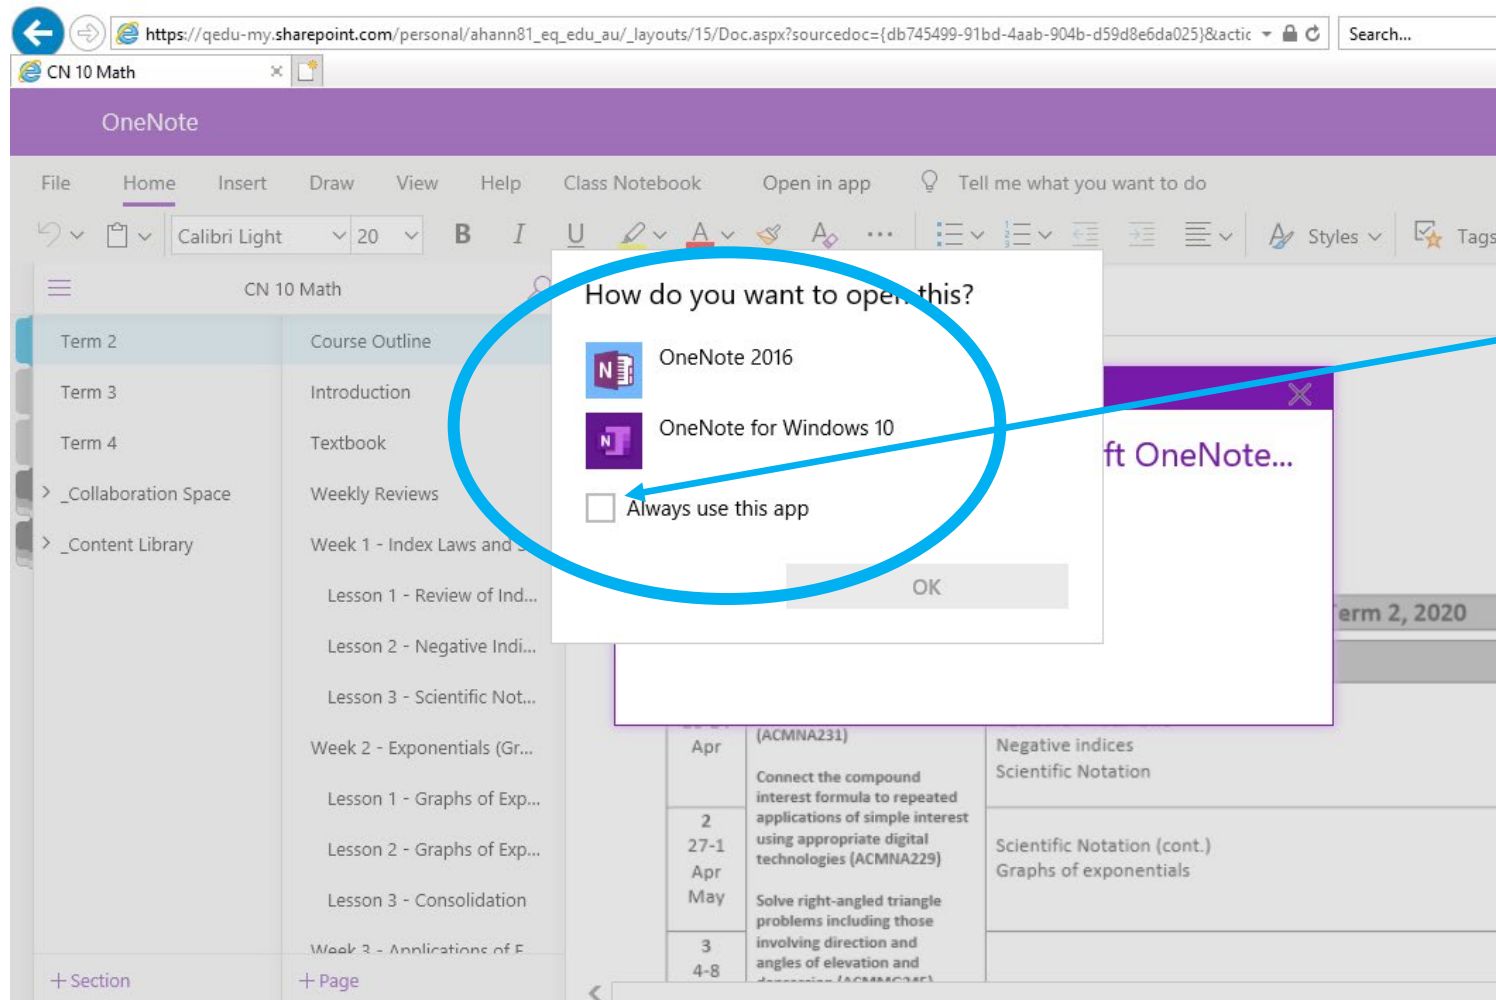 https://qedu-my.sharepoint.com/personal/ahann81_eq_edu_au/_layouts/15/Doc.aspx?sourcedoc={db745499-91bd-4aab-904b-d59d8e6da025}&actic
Search...
CN 10 Math
OneNote
File Home Insert Draw View Help Class Notebook Open in app Tell me what you want to do
Calibri Light 20 B I U A A Styles Tags
CN 10 Math
Term 2
Term 3
Term 4
_Collaboration Space
_Content Library
+ Section
Course Outline
Introduction
Textbook
Weekly Reviews
Week 1 - Index Laws and
Lesson 1 - Review of Ind...
Lesson 2 - Negative Indi...
Lesson 3 - Scientific Not...
Week 2 - Exponentials (Gr...
Lesson 1 - Graphs of Exp...
Lesson 2 - Graphs of Exp...
Lesson 3 - Consolidation
Week 3 - Applications of
+ Page
How do you want to open this?
OneNote 2016
OneNote for Windows 10
Always use this app
OK
ft OneNote...
erm 2, 2020
Apr
(ACMNA231)
Connect the compound
interest formula to repeated
applications of simple interest
using appropriate digital
technologies (ACMNA229)
Solve right-angled triangle
problems including those
involving direction and
angles of elevation and
Negative indices
Scientific Notation
2
27-1
Apr
May
Scientific Notation (cont.)
Graphs of exponentials
3
4-8